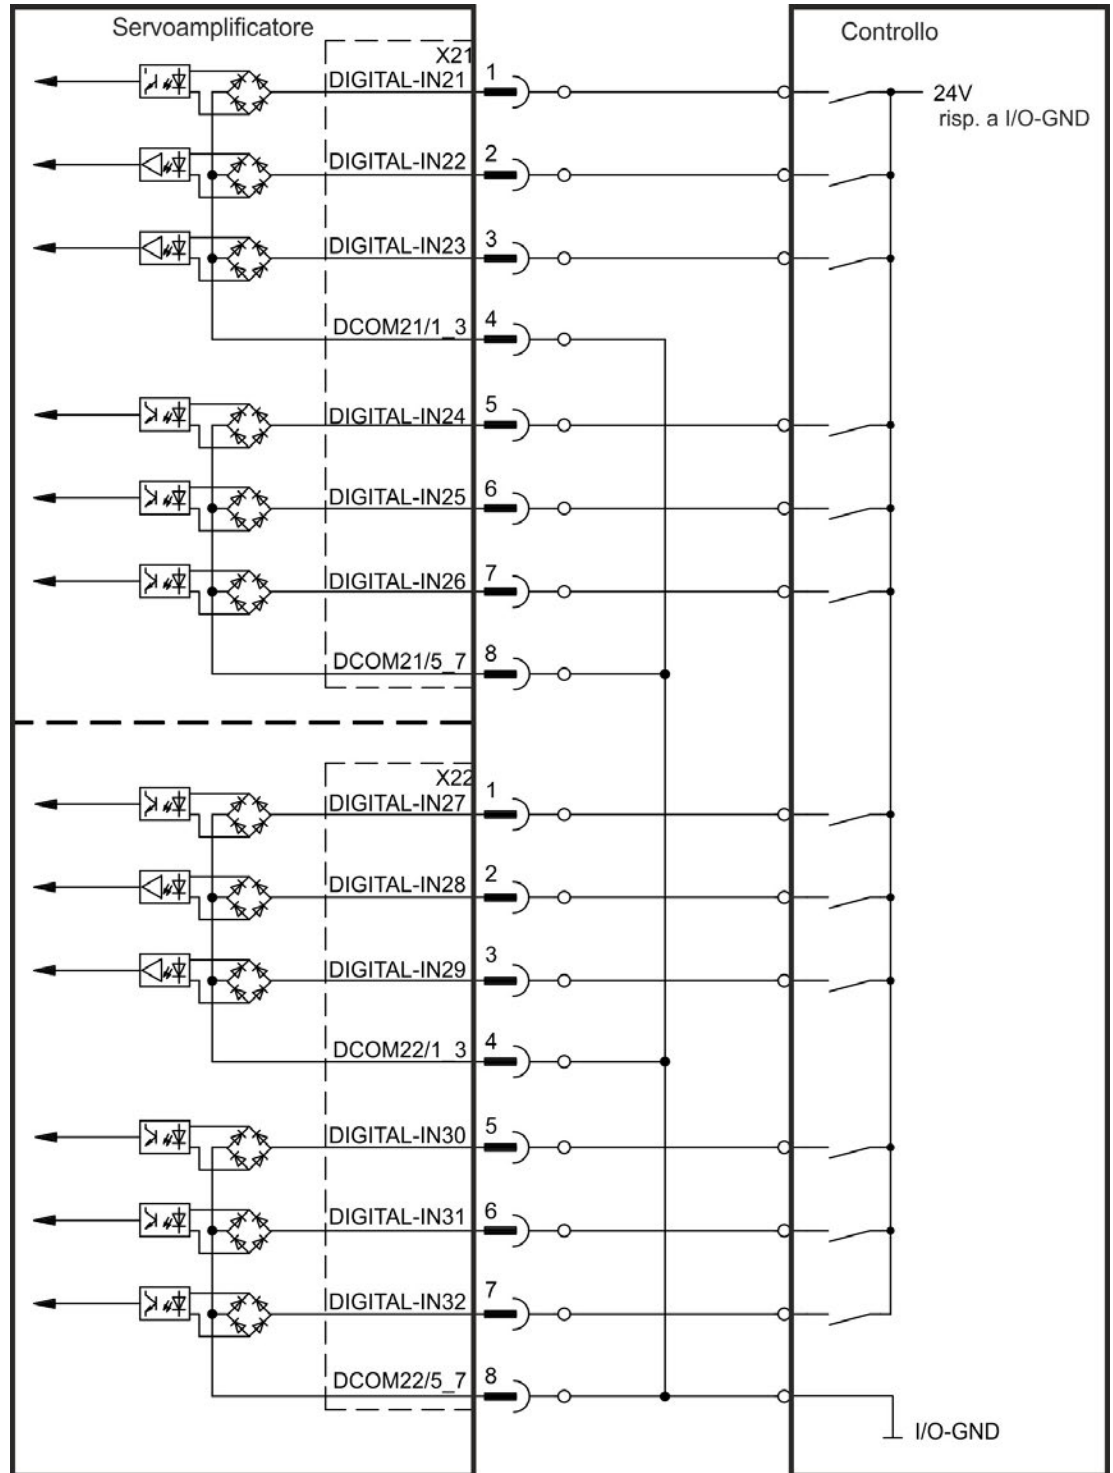 Servoamplificatore
Controllo
X21
DIGITAL-IN21
1
24V
risp. a I/O-GND
DIGITAL-IN22
2
DIGITAL-IN23
3
DCOM21/1_3
4
DIGITAL-IN24
5
DIGITAL-IN25
6
DIGITAL-IN26
7
DCOM21/5_7
8
X22
DIGITAL-IN27
1
DIGITAL-IN28
2
DIGITAL-IN29
3
DCOM22/1_3
4
DIGITAL-IN30
5
DIGITAL-IN31
6
DIGITAL-IN32
7
DCOM22/5_7
8
I/O-GND